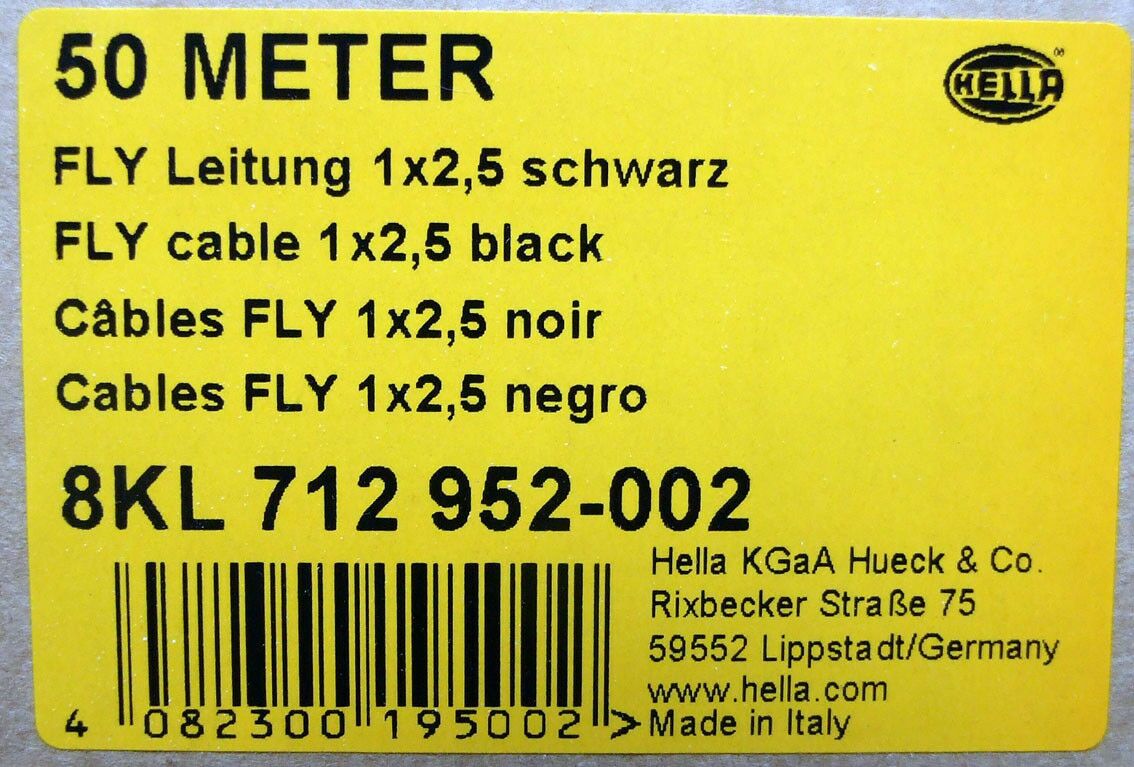 50 METER
HELLA
FLY Leitung 1x2,5 schwarz
FLY cable 1x2,5 black
Câbles FLY 1x2,5 noir
Cables FLY 1x2,5 negro
8KL 712 952-002
Hella KGaA Hueck & Co.
Rixbecker Straße 75
59552 Lippstadt/Germany
www.hella.com
Made in Italy
4 082300 195002 >